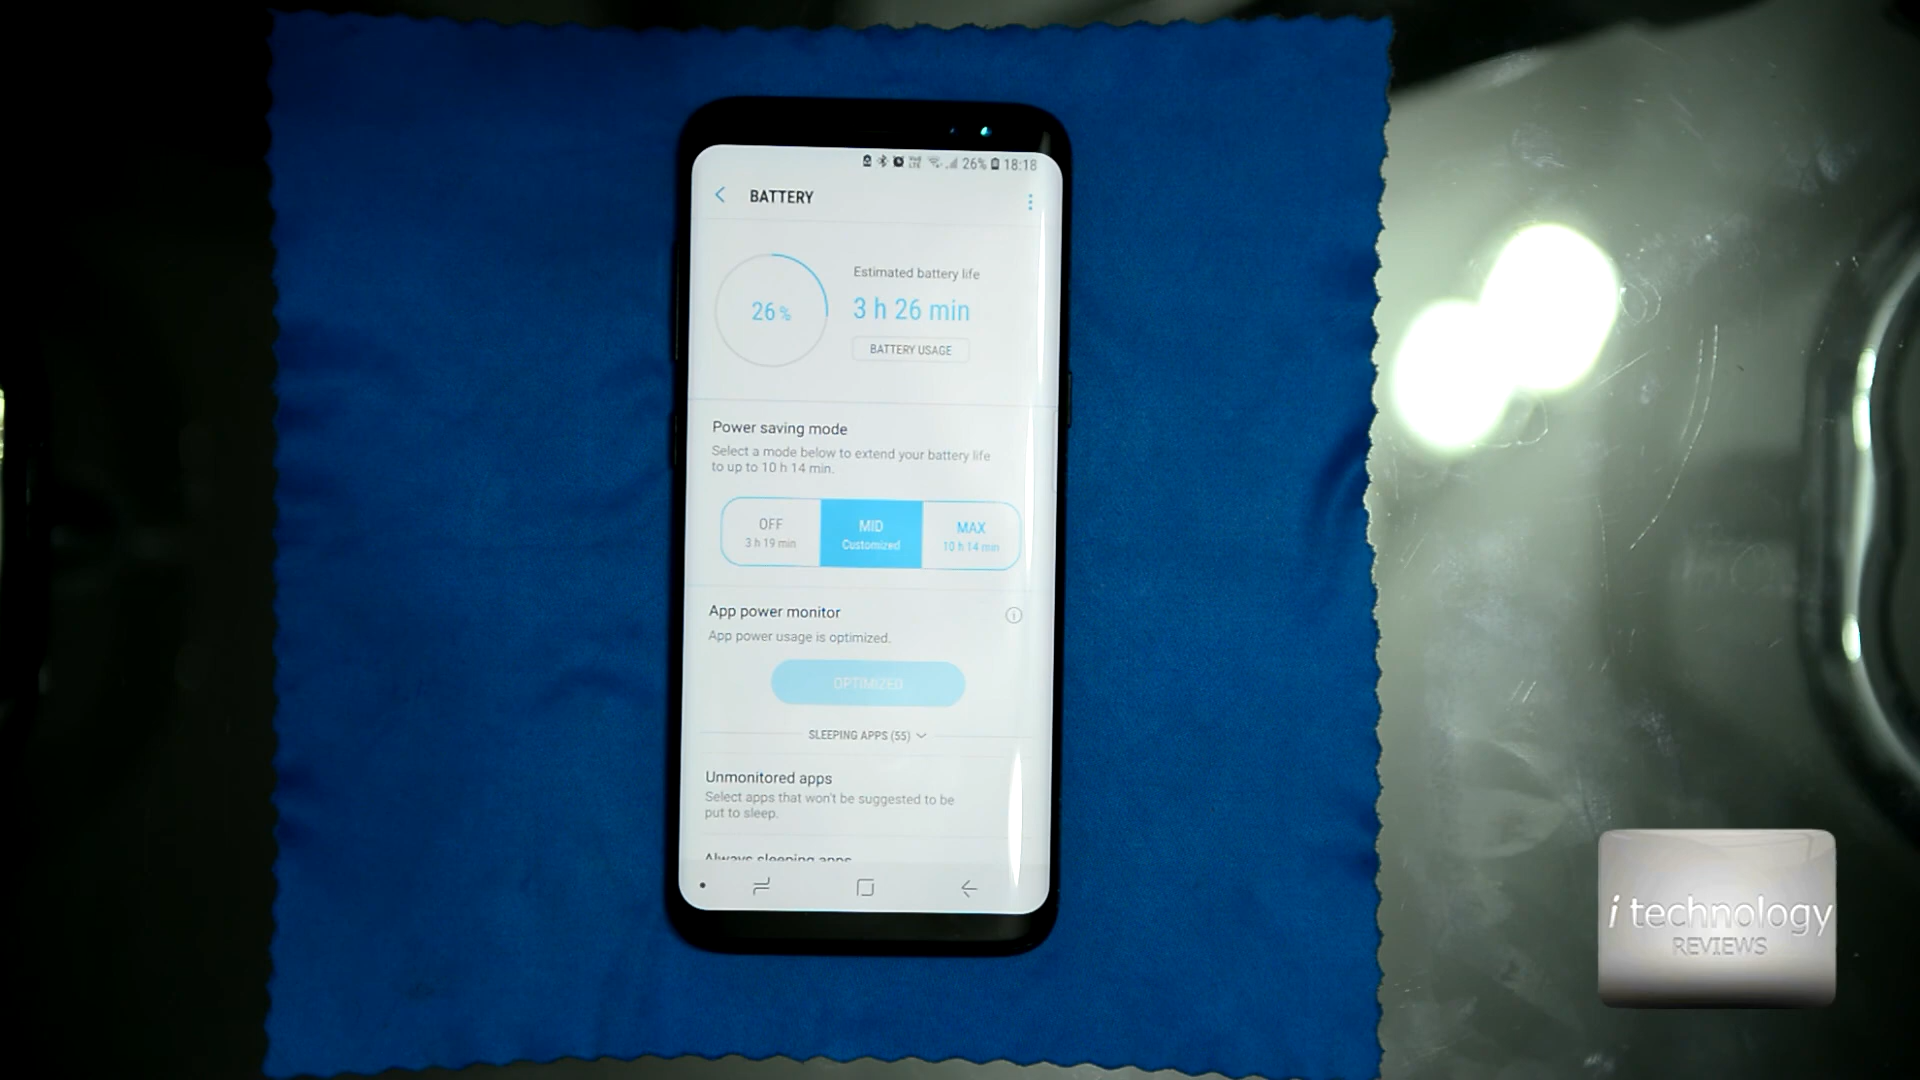 26% 18:18
BATTERY
26%
Estimated battery life
3 h 26 min
BATTERY USAGE
Power saving mode
Select a mode below to extend your battery life
to up to 10 h 14 min.
OFF
3 h 19 min
MID
Customized
MAX
10 h 14 min
App power monitor
App power usage is optimized.
OPTIMIZED
SLEEPING APPS (55)
Unmonitored apps
Select apps that won't be suggested to be
put to sleep.
Always sleeping apps
i technology
REVIEWS